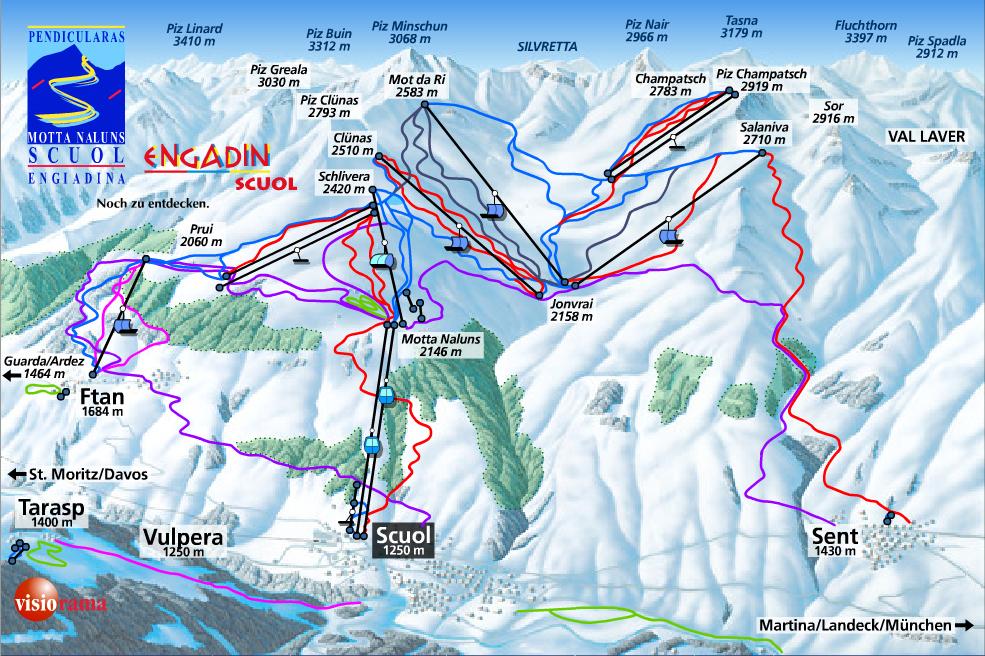 PENDICULARAS
MOTTA NALUNS
SCUOL
ENGIADINA
ENGADIN
SCUOL
Noch zu entdecken.
Piz Linard
3410 m
Piz Buin
3312 m
Piz Minschun
3068 m
SILVRETTA
Piz Nair
2966 m
Tasna
3179 m
Fluchthorn
3397 m
Piz Spadla
2912 m
Piz Greala
3030 m
Mot da Ri
2583 m
Champatsch
2783 m
Piz Champatsch
2919 m
Piz Clünas
2793 m
Sor
2916 m
Salaniva
2710 m
VAL LAVER
Clünas
2510 m
Schlivera
2420 m
Prui
2060 m
Jonvrai
2158 m
Motta Naluns
2146 m
Guarda/Ardez
1464 m
Ftan
1684 m
St. Moritz/Davos
Tarasp
1400 m
Vulpera
1250 m
Scuol
1250 m
Sent
1430 m
visiorama
Martina/Landeck/München